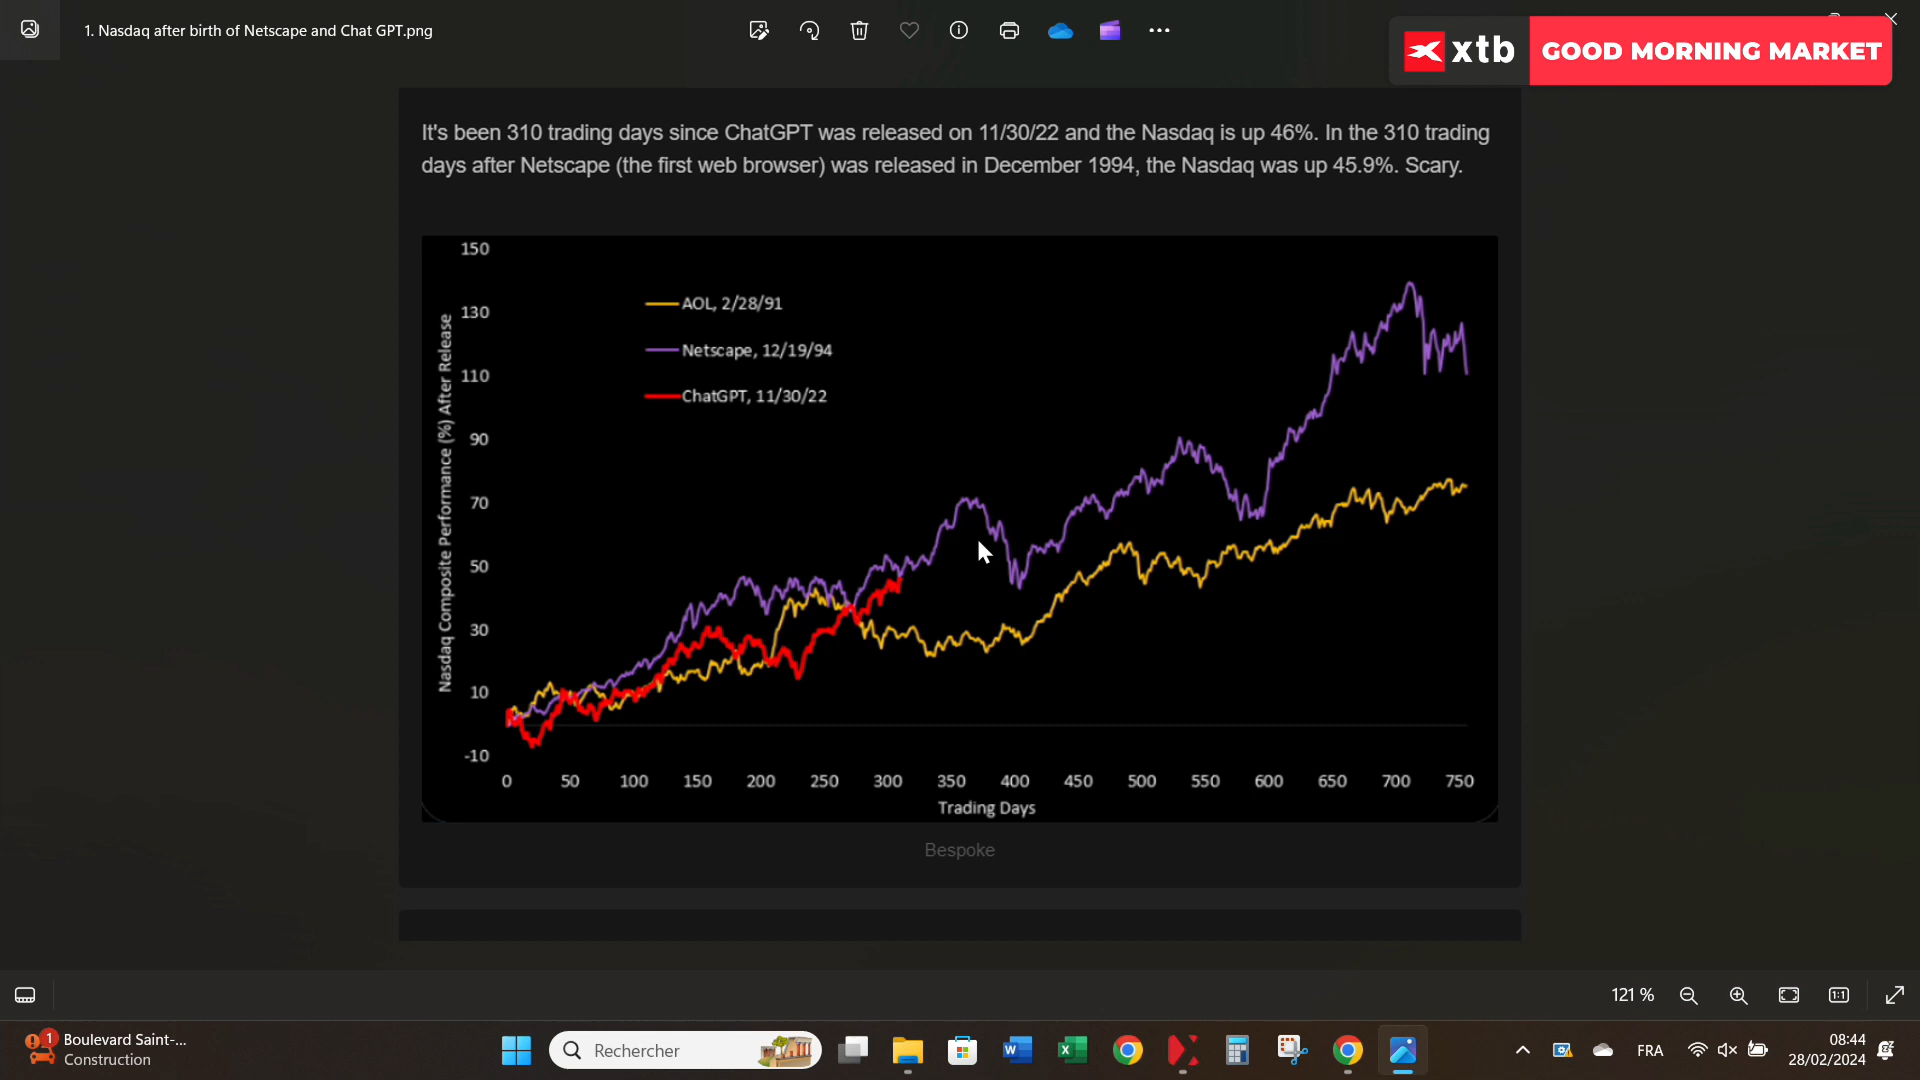 1. Nasdaq after birth of Netscape and Chat GPT.png
xtb GOOD MORNING MARKET
It's been 310 trading days since ChatGPT was released on 11/30/22 and the Nasdaq is up 46%. In the 310 trading
days after Netscape (the first web browser) was released in December 1994, the Nasdaq was up 45.9%. Scary.
150
130
110
90
70
50
30
10
-10
Nasdaq Composite Performance (%) After Release
AOL, 2/28/91
Netscape, 12/19/94
ChatGPT, 11/30/22
0 50 100 150 200 250 300 350 400 450 500 550 600 650 700 750
Trading Days
Bespoke
121 %
1:1
1
Boulevard Saint-...
Construction
Rechercher
FRA
08:44
28/02/2024